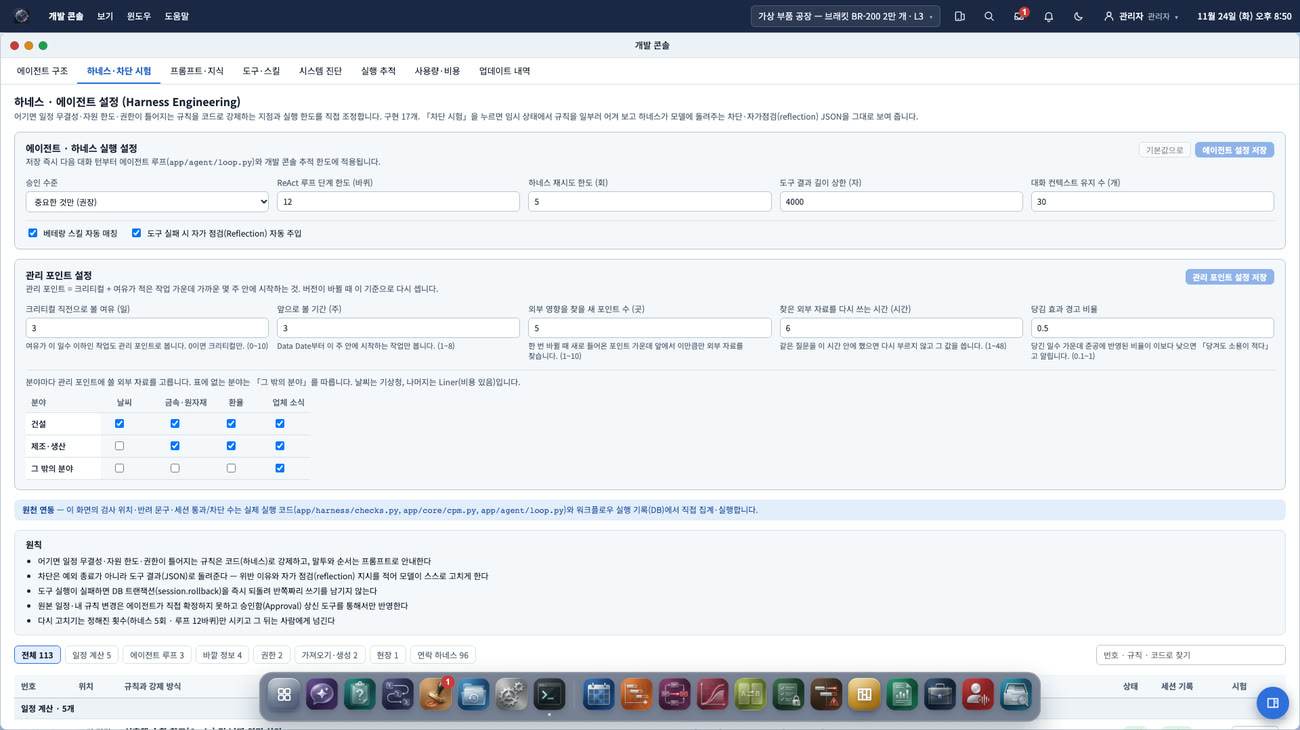 개발 콘솔 보기 윈도우 도움말 가상 부품 공장 — 브래킷 BR-200 2만 개 · L3 1 관리자 관리자 11월 24일 (화) 오후 8:50
개발 콘솔
에이전트 구조 하네스·차단 시험 프롬프트·지식 도구·스킬 시스템 진단 실행 추적 사용량·비용 업데이트 내역
하네스 · 에이전트 설정 (Harness Engineering)
어기면 일정 무결성·자원 한도·권한이 틀어지는 규칙을 코드로 강제하는 지점과 실행 한도를 직접 조정합니다. 구현 17개. 「차단 시험」을 누르면 임시 상태에서 규칙을 일부러 어겨 보고 하네스가 모델에 돌려주는 차단·자가점검(reflection) JSON을 그대로 보여 줍니다.
에이전트 · 하네스 실행 설정
저장 즉시 다음 대화 턴부터 에이전트 루프(app/agent/loop.py)와 개발 콘솔 추적 한도에 적용됩니다.
기본값으로 에이전트 설정 저장
승인 수준 ReAct 루프 단계 한도 (바퀴) 하네스 재시도 한도 (회) 도구 결과 길이 상한 (자) 대화 컨텍스트 유지 수 (개)
중요한 것만 (권장) 12 5 4000 30
베테랑 스킬 자동 매칭 도구 실패 시 자가 점검(Reflection) 자동 주입
관리 포인트 설정
관리 포인트 = 크리티컬 + 여유가 적은 작업 가운데 가까운 몇 주 안에 시작하는 것. 버전이 바뀔 때 이 기준으로 다시 셉니다.
관리 포인트 설정 저장
크리티컬 직전으로 볼 여유 (일) 앞으로 볼 기간 (주) 외부 영향을 찾을 새 포인트 수 (곳) 찾은 외부 자료를 다시 쓰는 시간 (시간) 당김 효과 경고 비율
3 3 5 6 0.5
여유가 이 일수 이하인 작업도 관리 포인트로 봅니다. 0이면 크리티컬만. (0~10) Data Date부터 이 주 안에 시작하는 작업만 봅니다. (1~8) 한 번 바뀔 때 새로 들어온 포인트 가운데 앞에서 이만큼만 외부 자료를 찾습니다. (1~10) 같은 질문을 이 시간 안에 했으면 다시 부르지 않고 그 값을 씁니다. (1~48) 당긴 일수 가운데 준공에 반영된 비율이 이보다 낮으면 「당겨도 소용이 적다」고 알립니다. (0.1~1)
분야마다 관리 포인트에 쓸 외부 자료를 고릅니다. 표에 없는 분야는 「그 밖의 분야」를 따릅니다. 날씨는 기상청, 나머지는 Liner(비용 있음)입니다.
분야 날씨 금속·원자재 환율 업체 소식
건설
제조·생산
그 밖의 분야
원천 연동 — 이 화면의 검사 위치·반려 문구·세션 통과/차단 수는 실제 실행 코드(app/harness/checks.py, app/core/cpm.py, app/agent/loop.py)와 워크플로우 실행 기록(DB)에서 직접 집계·실행합니다.
원칙
어기면 일정 무결성·자원 한도·권한이 틀어지는 규칙은 코드(하네스)로 강제하고, 말투와 순서는 프롬프트로 안내한다
차단은 예외 종료가 아니라 도구 결과(JSON)로 돌려준다 — 위반 이유와 자가 점검(reflection) 지시를 적어 모델이 스스로 고치게 한다
도구 실행이 실패하면 DB 트랜잭션(session.rollback)을 즉시 되돌려 반쪽짜리 쓰기를 남기지 않는다
원본 일정·내 규칙 변경은 에이전트가 직접 확정하지 못하고 승인함(Approval) 상신 도구를 통해서만 반영한다
다시 고치기는 정해진 횟수(하네스 5회 · 루프 12바퀴)만 시키고 그 뒤는 사람에게 넘긴다
전체 113 일정 계산 5 에이전트 루프 3 바깥 정보 4 권한 2 가져오기·생성 2 현장 1 연락 하네스 96 번호 · 규칙 · 코드로 찾기
번호 위치 규칙과 강제 방식 상태 세션 기록 시험
1
일정 계산 · 5개